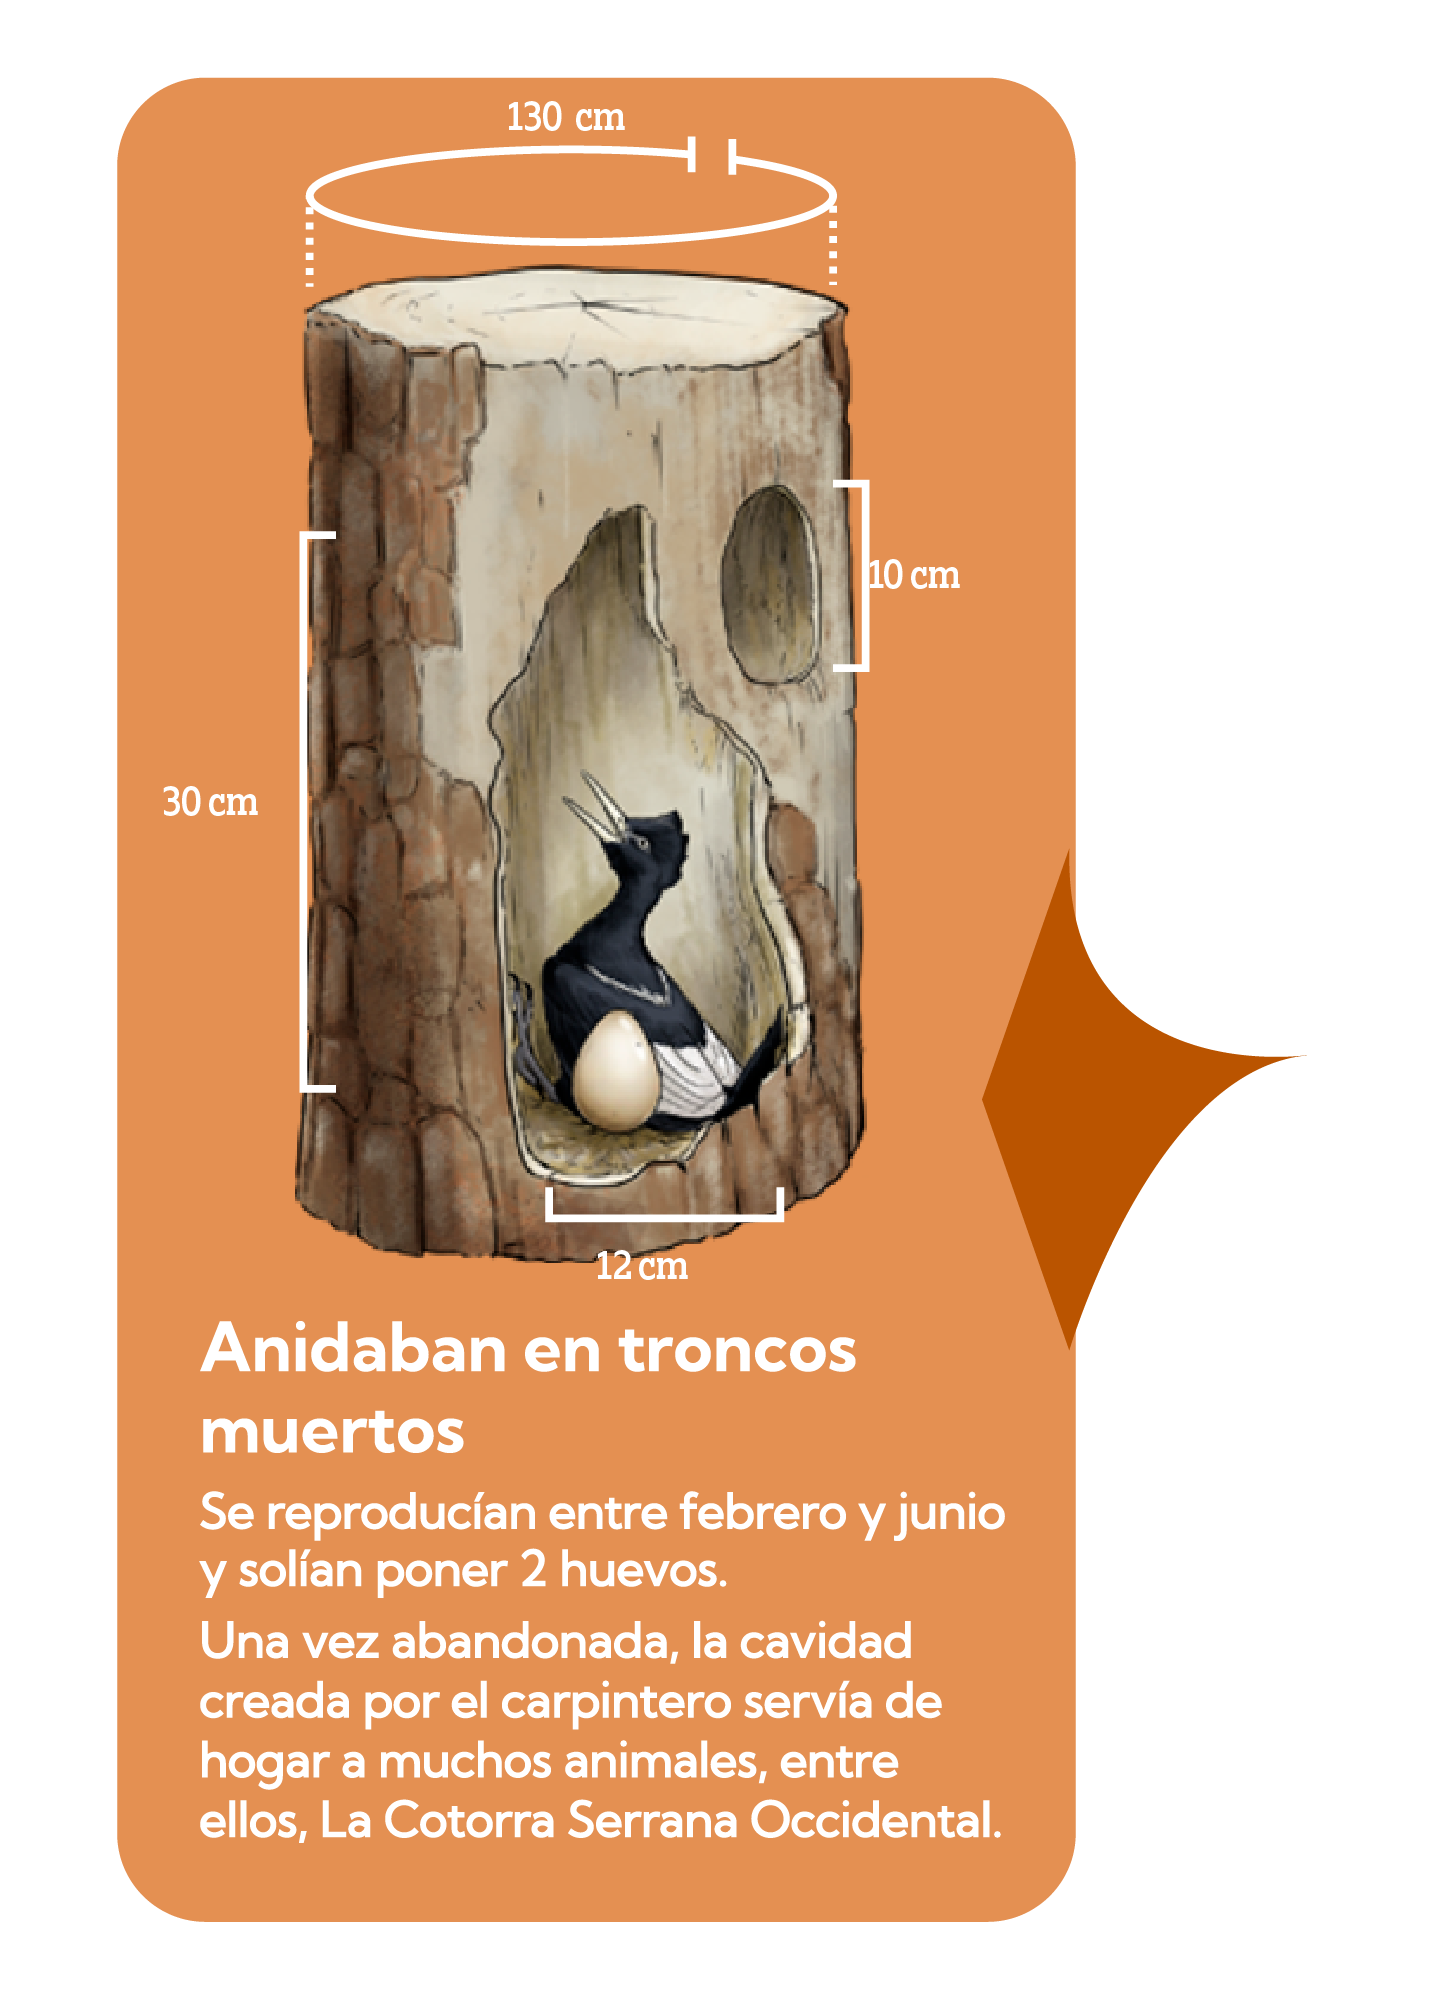 130 cm
10 cm
30 cm
12 cm
Anidaban en troncos
muertos
Se reproducían entre febrero y junio
y solían poner 2 huevos.
Una vez abandonada, la cavidad
creada por el carpintero servía de
hogar a muchos animales, entre
ellos, La Cotorra Serrana Occidental.